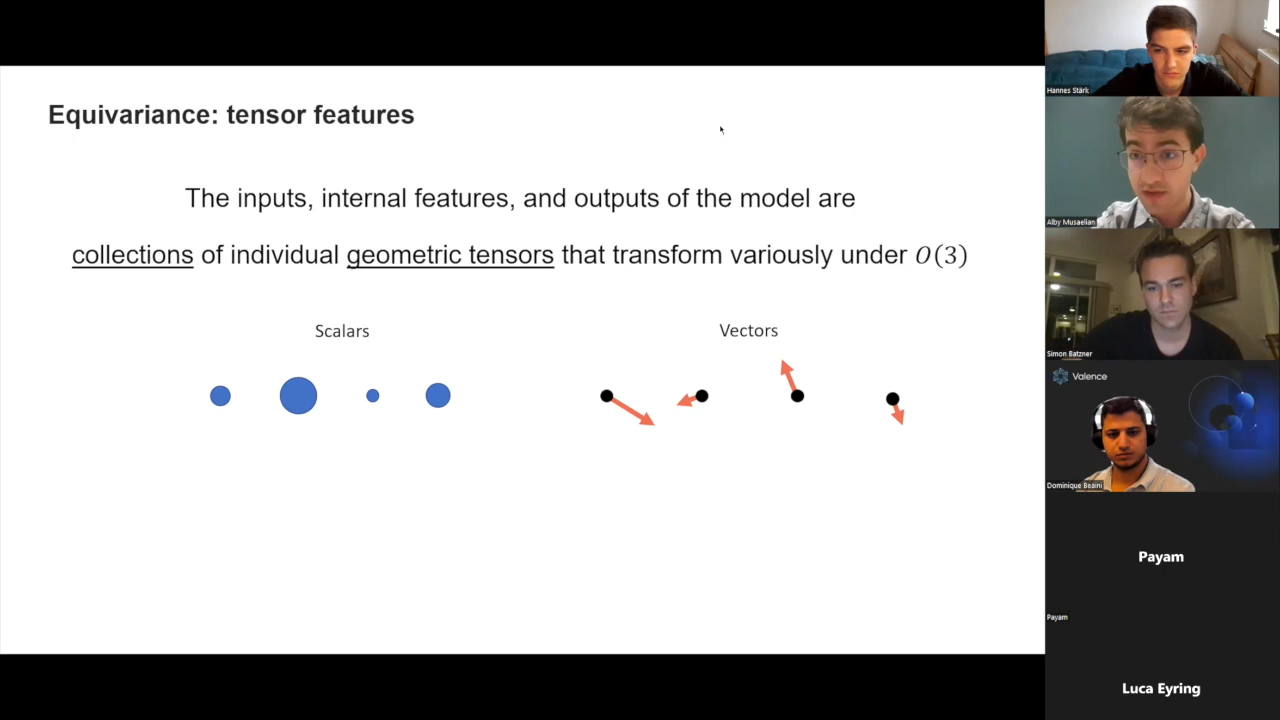 Equivariance: tensor features
The inputs, internal features, and outputs of the model are
collections of individual geometric tensors that transform variously under O(3)
Scalars
Vectors
Hannes Stärk
Alby Musaelian
Simon Batzner
Valence
Dominique Beaini
Payam
Payam
Luca Eyring